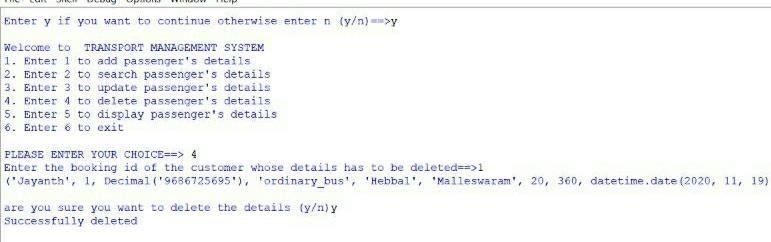 File Edit Shell Debug Options Window Help
Enter y if you want to continue otherwise enter n (y/n)==>y
Welcome to  TRANSPORT MANAGEMENT SYSTEM
1. Enter 1 to add passenger's details
2. Enter 2 to search passenger's details
3. Enter 3 to update passenger's details
4. Enter 4 to delete passenger's details
5. Enter 5 to display passenger's details
6. Enter 6 to exit
PLEASE ENTER YOUR CHOICE==> 4
Enter the booking id of the customer whose details has to be deleted==>1
('Jayanth', 1, Decimal('9686725695'), 'ordinary_bus', 'Hebbal', 'Malleswaram', 20, 360, datetime.date(2020, 11, 19)
are you sure you want to delete the details (y/n)y
Successfully deleted